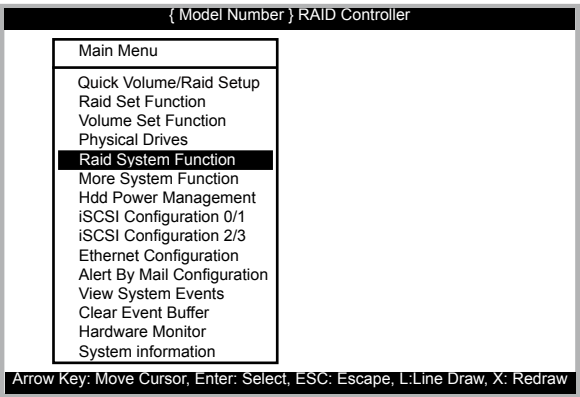 { Model Number } RAID Controller
Main Menu
Quick Volume/Raid Setup
Raid Set Function
Volume Set Function
Physical Drives
Raid System Function
More System Function
Hdd Power Management
iSCSI Configuration 0/1
iSCSI Configuration 2/3
Ethernet Configuration
Alert By Mail Configuration
View System Events
Clear Event Buffer
Hardware Monitor
System information
Arrow Key: Move Cursor, Enter: Select, ESC: Escape, L:Line Draw, X: Redraw